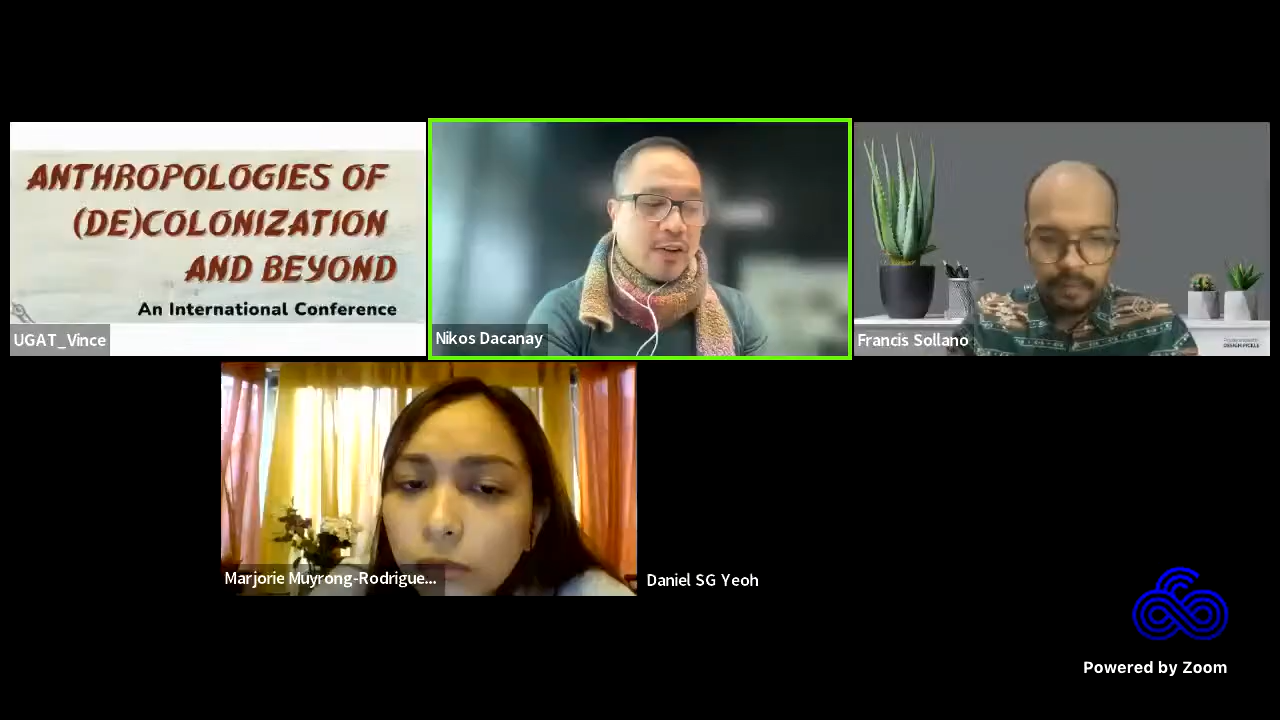 ANTHROPOLOGIES OF
(DE)COLONIZATION
AND BEYOND
An International Conference
UGAT_Vince
Nikos Dacanay
Francis Sollano
Marjorie Muyrong-Rodrigue...
Daniel SG Yeoh
Powered by Zoom